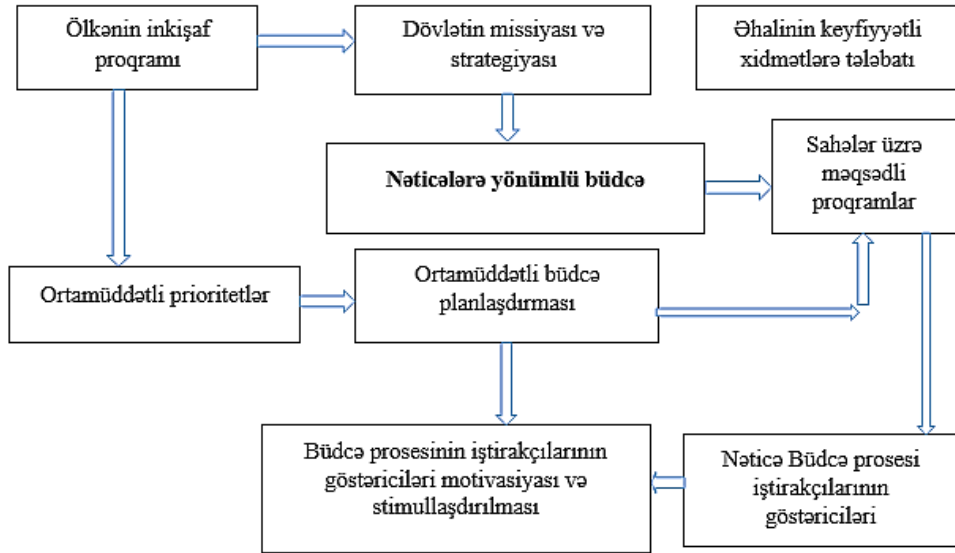 Ölkənin inkişaf
proqramı
Dövlətin missiyası və
strategiyası
Əhalinin keyfiyyətli
xidmətlərə tələbatı
Nəticələrə yönümlü büdcə
Sahələr üzrə
məqsədli
proqramlar
Ortamüddətli prioritetlər
Ortamüddətli büdcə
planlaşdırması
Büdcə prosesinin iştirakçılarının
göstəriciləri motivasiyası və
stimullaşdırılması
Nəticə Büdcə prosesi
iştirakçılarının
göstəriciləri